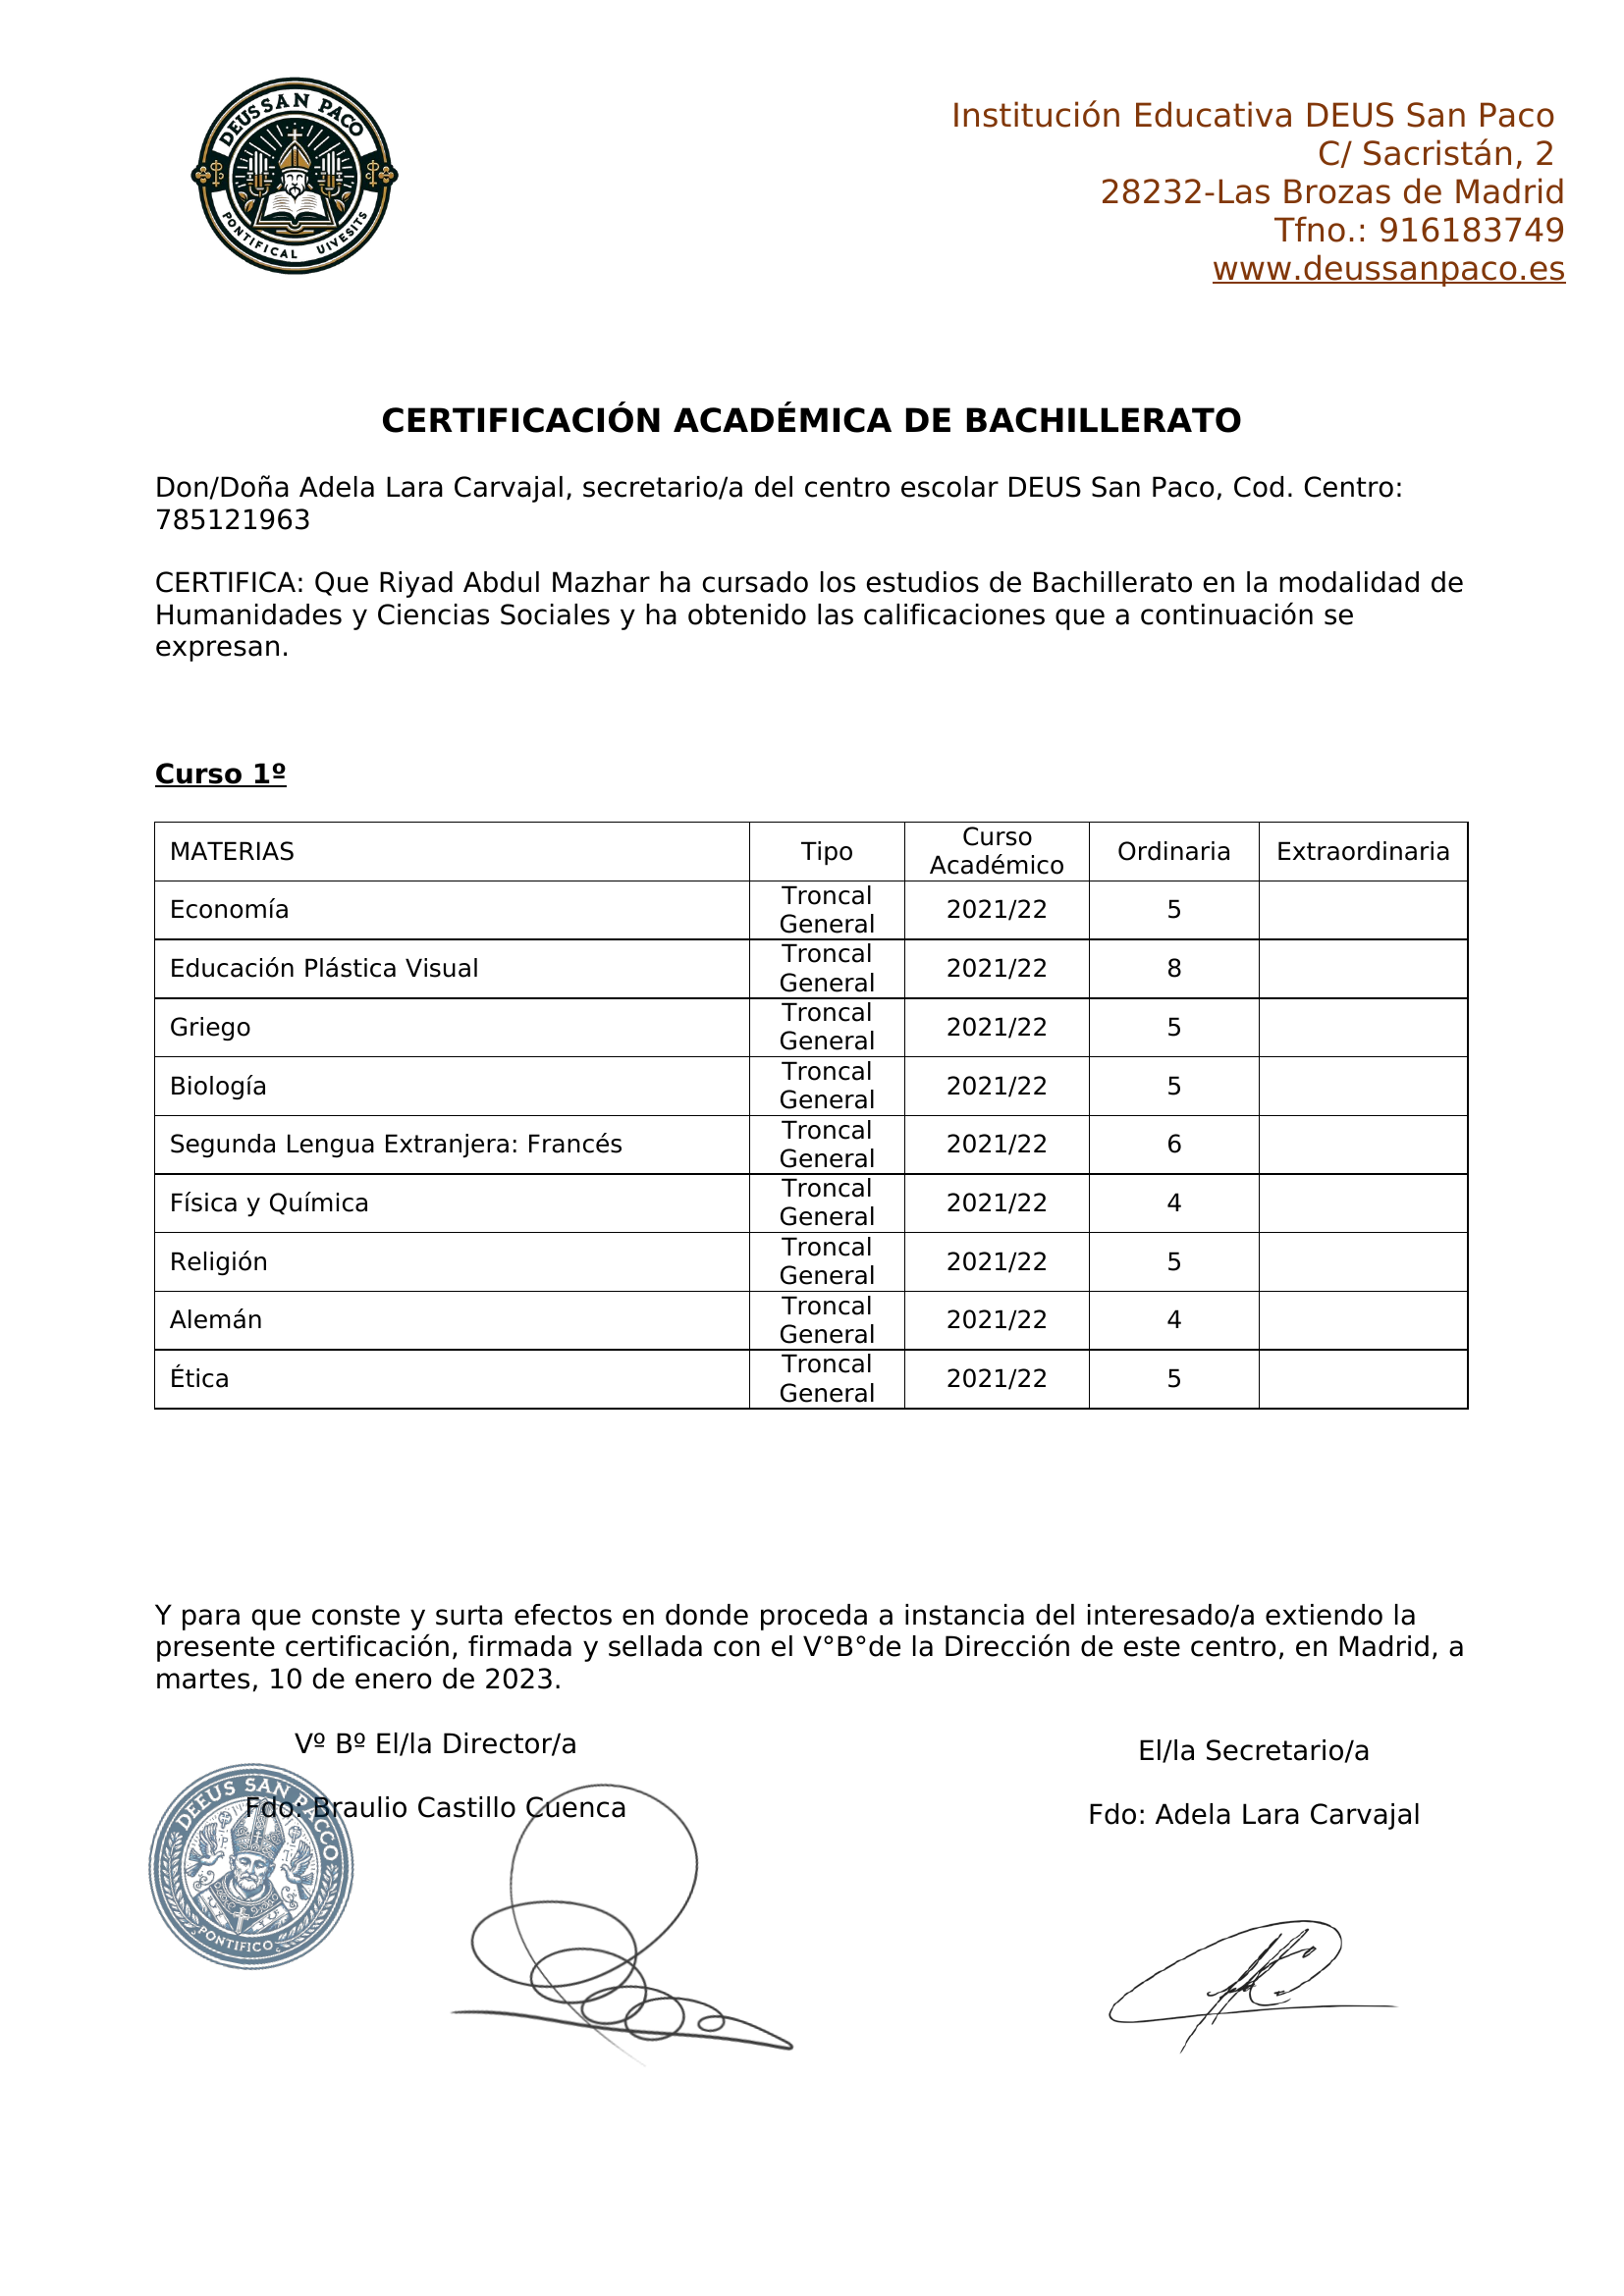 DEUSSAN PACO
PONTIFICAL UIVESITS
Institución Educativa DEUS San Paco
C/ Sacristán, 2
28232-Las Brozas de Madrid
Tfno.: 916183749
www.deussanpaco.es
CERTIFICACIÓN ACADÉMICA DE BACHILLERATO
Don/Doña Adela Lara Carvajal, secretario/a del centro escolar DEUS San Paco, Cod. Centro:
785121963
CERTIFICA: Que Riyad Abdul Mazhar ha cursado los estudios de Bachillerato en la modalidad de
Humanidades y Ciencias Sociales y ha obtenido las calificaciones que a continuación se
expresan.
Curso 1º
MATERIAS Tipo Curso Académico Ordinaria Extraordinaria
Economía Troncal General 2021/22 5
Educación Plástica Visual Troncal General 2021/22 8
Griego Troncal General 2021/22 5
Biología Troncal General 2021/22 5
Segunda Lengua Extranjera: Francés Troncal General 2021/22 6
Física y Química Troncal General 2021/22 4
Religión Troncal General 2021/22 5
Alemán Troncal General 2021/22 4
Ética Troncal General 2021/22 5
Y para que conste y surta efectos en donde proceda a instancia del interesado/a extiendo la
presente certificación, firmada y sellada con el V°B°de la Dirección de este centro, en Madrid, a
martes, 10 de enero de 2023.
Vº Bº El/la Director/a
El/la Secretario/a
Fdo: Braulio Castillo Cuenca
Fdo: Adela Lara Carvajal
DEEUS SAN PACCO
PONTIFICO